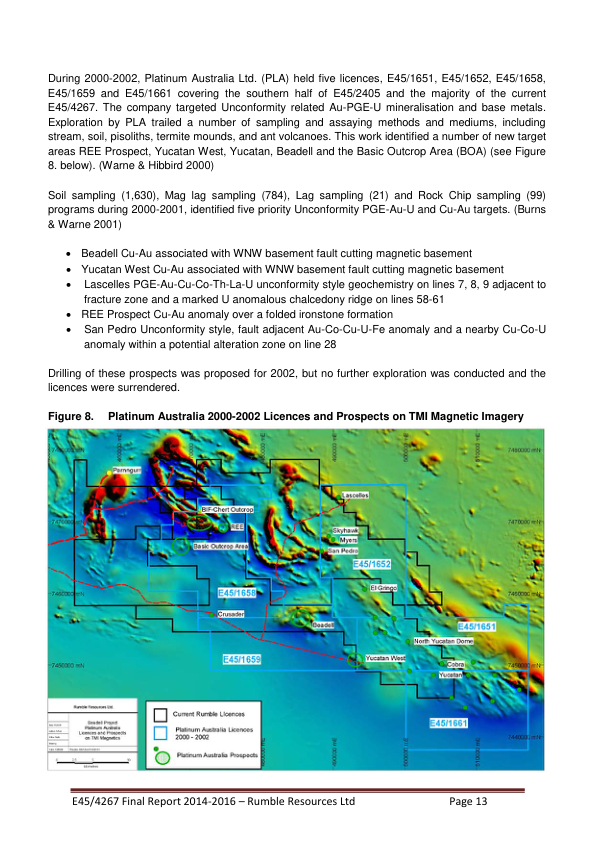 During 2000-2002, Platinum Australia Ltd. (PLA) held five licences, E45/1651, E45/1652, E45/1658,
E45/1659 and E45/1661 covering the southern half of E45/2405 and the majority of the current
E45/4267. The company targeted Unconformity related Au-PGE-U mineralisation and base metals.
Exploration by PLA trailed a number of sampling and assaying methods and mediums, including
stream, soil, pisoliths, termite mounds, and ant volcanoes. This work identified a number of new target
areas REE Prospect, Yucatan West, Yucatan, Beadell and the Basic Outcrop Area (BOA) (see Figure
8. below). (Warne & Hibbird 2000)
Soil sampling (1,630), Mag lag sampling (784), Lag sampling (21) and Rock Chip sampling (99)
programs during 2000-2001, identified five priority Unconformity PGE-Au-U and Cu-Au targets. (Burns
& Warne 2001)
• Beadell Cu-Au associated with WNW basement fault cutting magnetic basement
• Yucatan West Cu-Au associated with WNW basement fault cutting magnetic basement
• Lascelles PGE-Au-Cu-Co-Th-La-U unconformity style geochemistry on lines 7, 8, 9 adjacent to
fracture zone and a marked U anomalous chalcedony ridge on lines 58-61
• REE Prospect Cu-Au anomaly over a folded ironstone formation
• San Pedro Unconformity style, fault adjacent Au-Co-Cu-U-Fe anomaly and a nearby Cu-Co-U
anomaly within a potential alteration zone on line 28
Drilling of these prospects was proposed for 2002, but no further exploration was conducted and the
licences were surrendered.
Figure 8. Platinum Australia 2000-2002 Licences and Prospects on TMI Magnetic Imagery
7480000 mN
Parnngurr
Lascelles
BIF-Chert Outcrop
7470000 mN
REE
Skyhawk
Myers
Basic Outcrop Area
San Pedro
E45/1652
El Gringo
E45/1658
7460000 mN
Crusader
Beadell
E45/1651
North Yucatan Dome
E45/1659
Yucatan West
Cobra
7450000 mN
Yucatan
E45/1661
Rumble Resources Ltd
Beadell Project
Platinum Australia
Licences and Prospects
on TMI Magnetics
Current Rumble Licences
Platinum Australia Licences
2000 - 2002
Platinum Australia Prospects
E45/4267 Final Report 2014-2016 – Rumble Resources Ltd Page 13